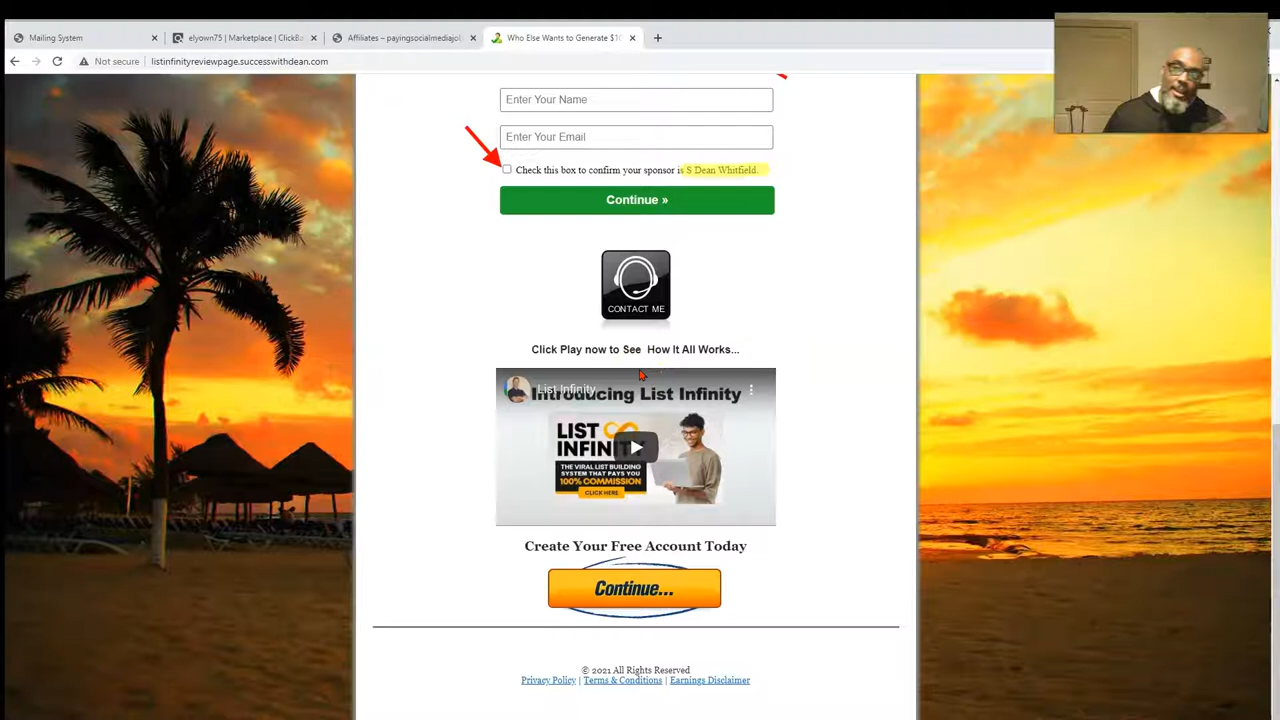 Mailing System
elyown75 | Marketplace | ClickBa
Affiliates – payingsocialmediajob
Who Else Wants to Generate $10
Not secure | listinfinityreviewpage.successwithdean.com
Enter Your Name
Enter Your Email
Check this box to confirm your sponsor is S Dean Whitfield.
Continue »
CONTACT ME
Click Play now to See How It All Works...
List Infinity
Introducing List Infinity
LIST
INFINITY
THE VIRAL LIST BUILDING
SYSTEM THAT PAYS YOU
100% COMMISSION
CLICK HERE
Create Your Free Account Today
Continue...
© 2021 All Rights Reserved
Privacy Policy | Terms & Conditions | Earnings Disclaimer